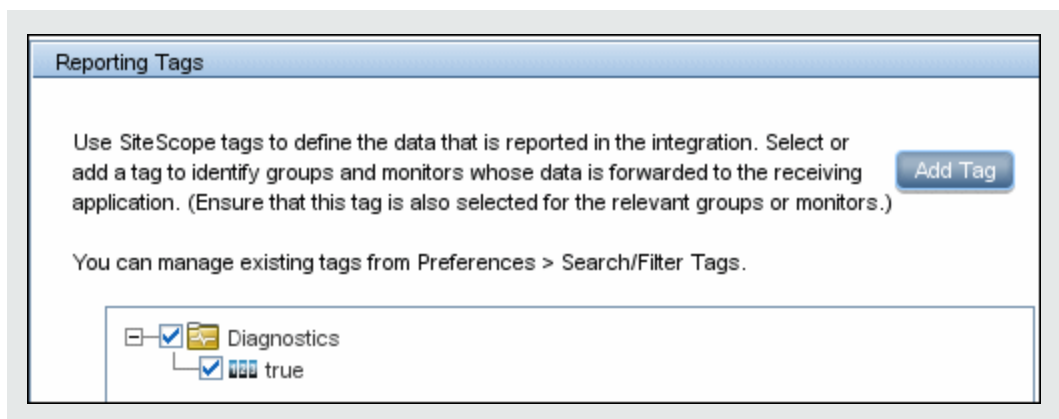 Reporting Tags
Use SiteScope tags to define the data that is reported in the integration. Select or
add a tag to identify groups and monitors whose data is forwarded to the receiving
application. (Ensure that this tag is also selected for the relevant groups or monitors.)
Add Tag
You can manage existing tags from Preferences > Search/Filter Tags.
Diagnostics
true